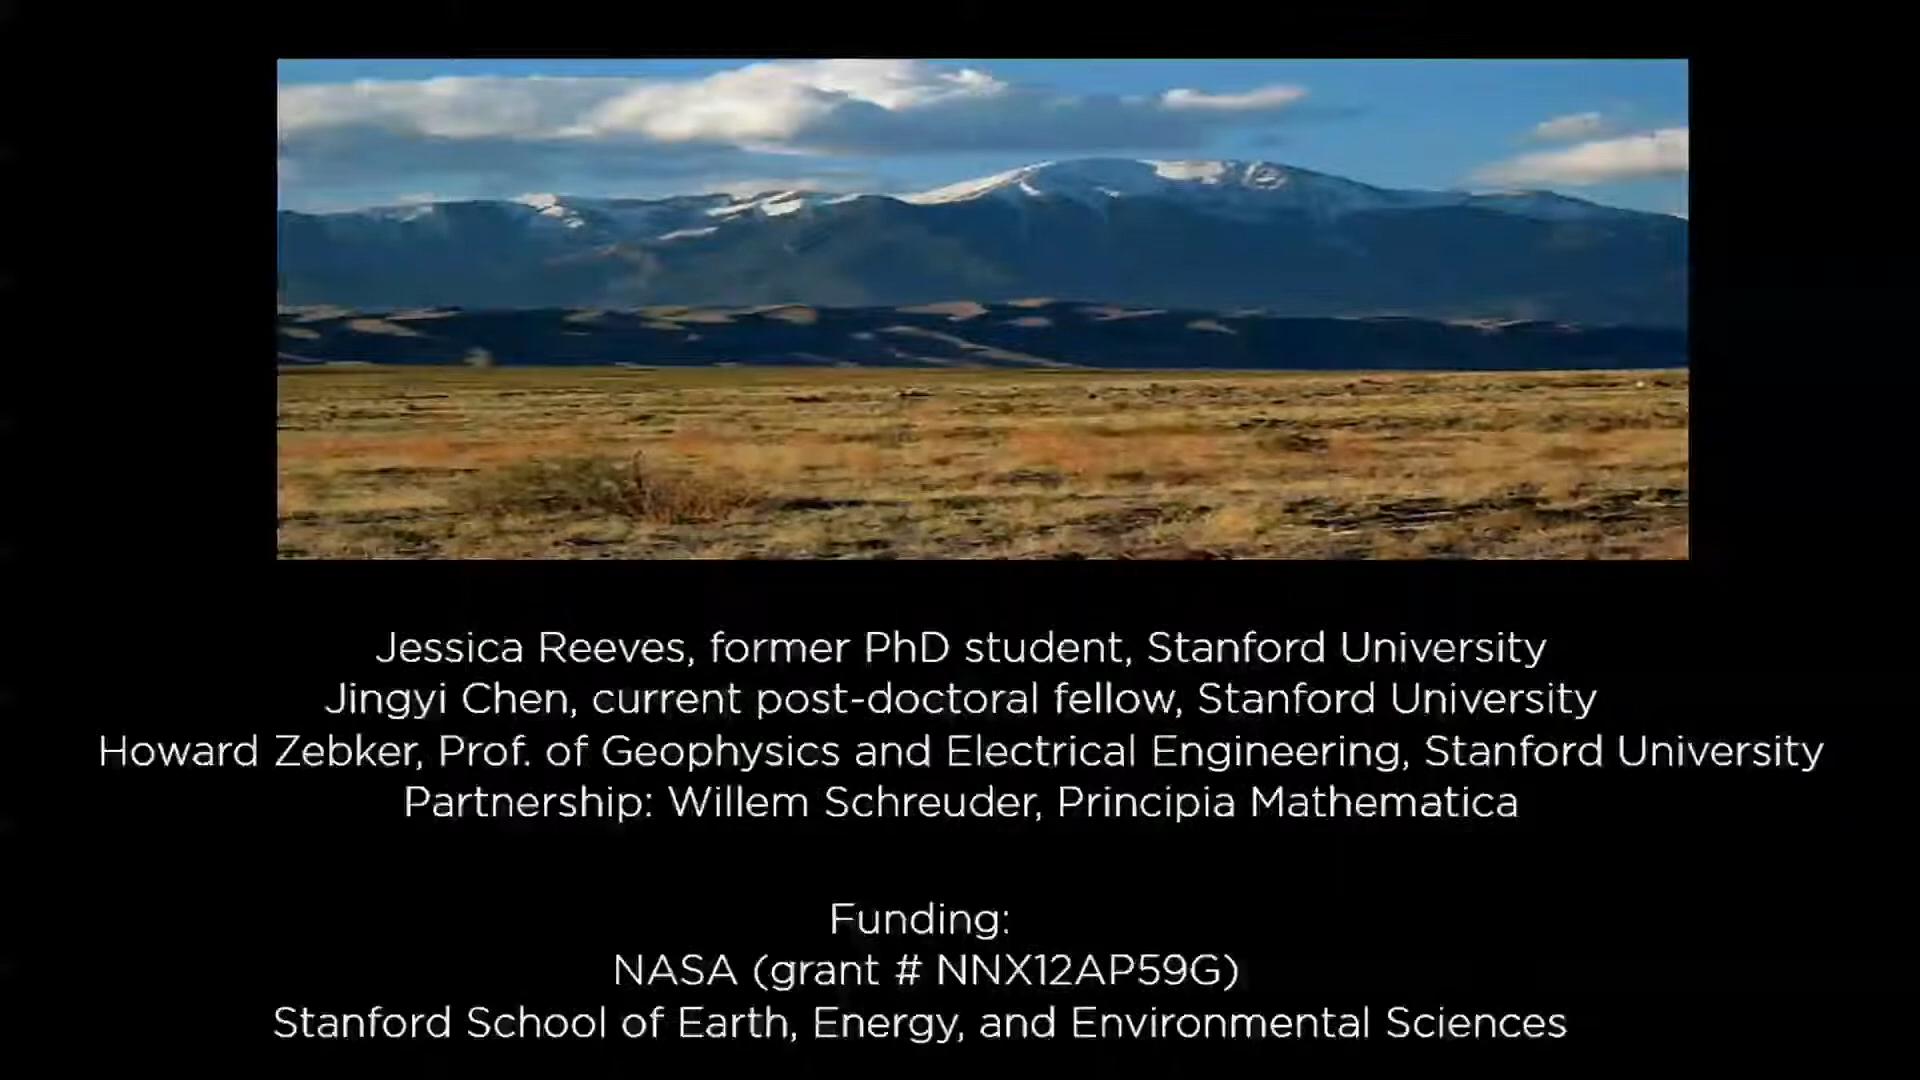 Jessica Reeves, former PhD student, Stanford University
Jingyi Chen, current post-doctoral fellow, Stanford University
Howard Zebker, Prof. of Geophysics and Electrical Engineering, Stanford University
Partnership: Willem Schreuder, Principia Mathematica
Funding:
NASA (grant # NNX12AP59G)
Stanford School of Earth, Energy, and Environmental Sciences